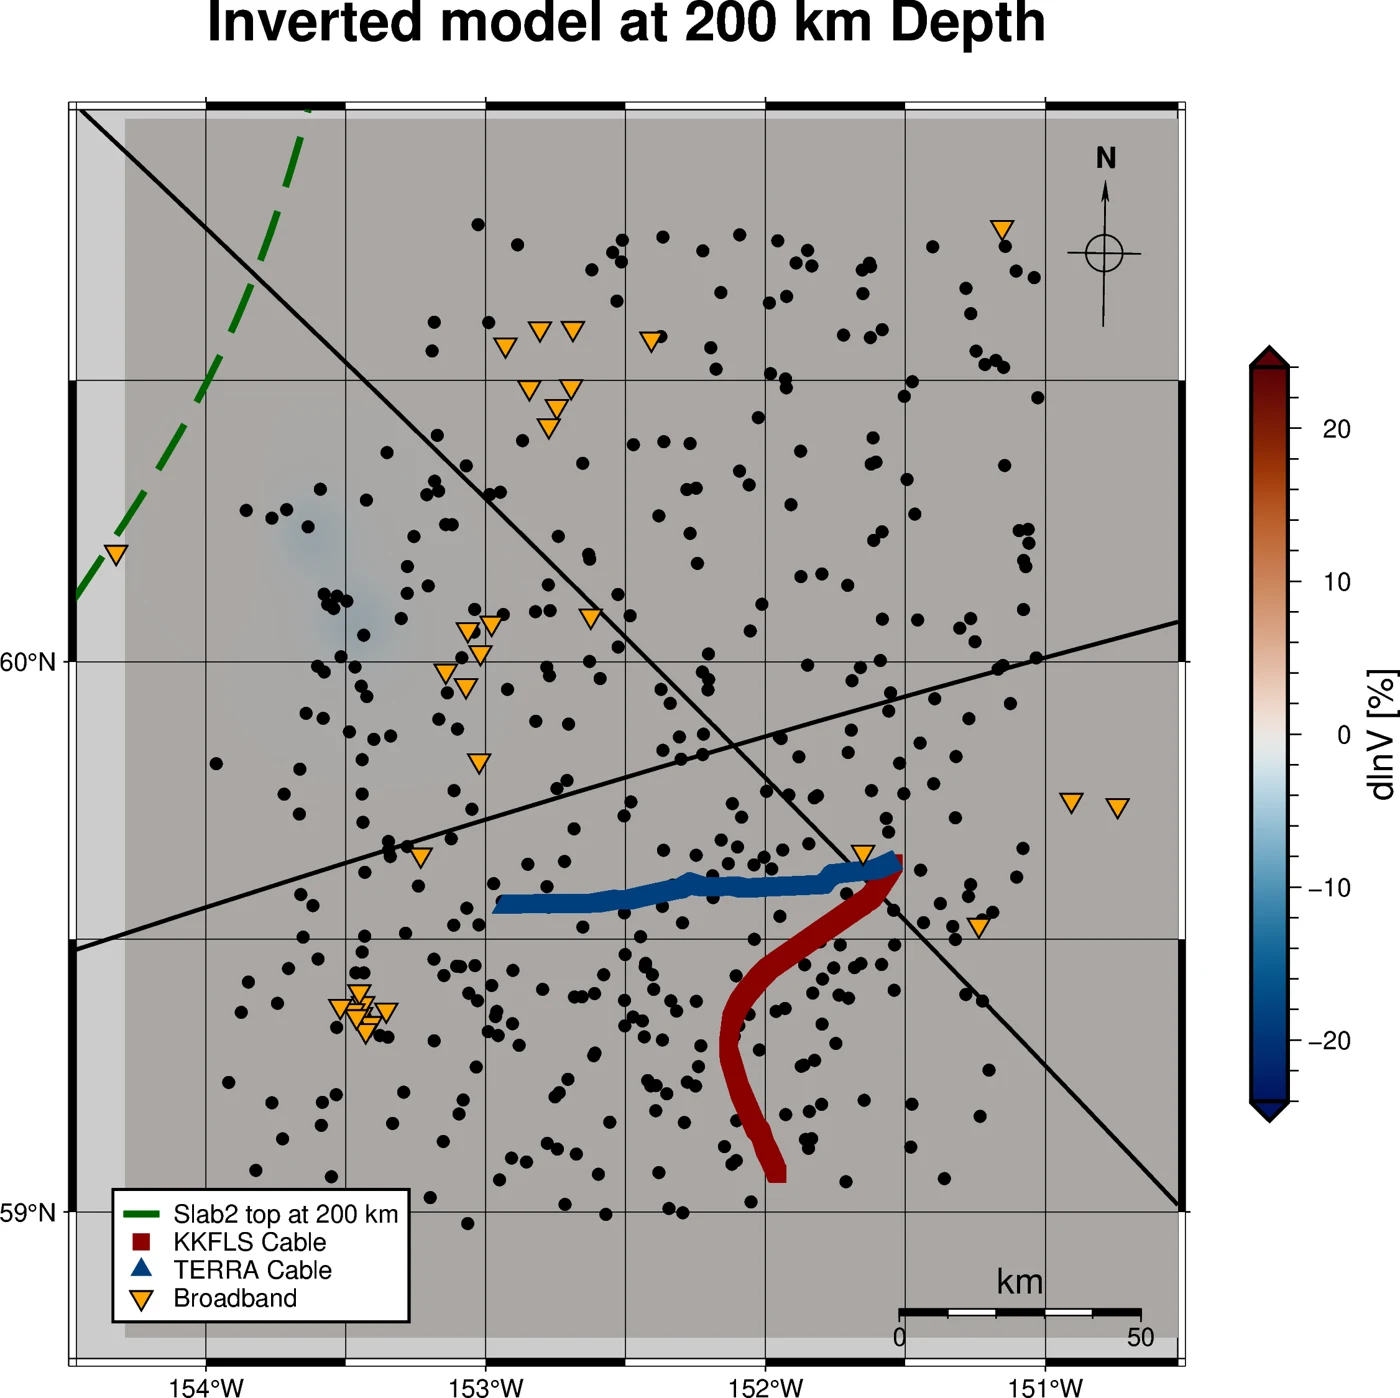 Inverted model at 200 km Depth
N
20
10
0
−10
−20
dlnV [%]
60°N
59°N
Slab2 top at 200 km
KKFLS Cable
TERRA Cable
Broadband
km
0 50
154°W 153°W 152°W 151°W